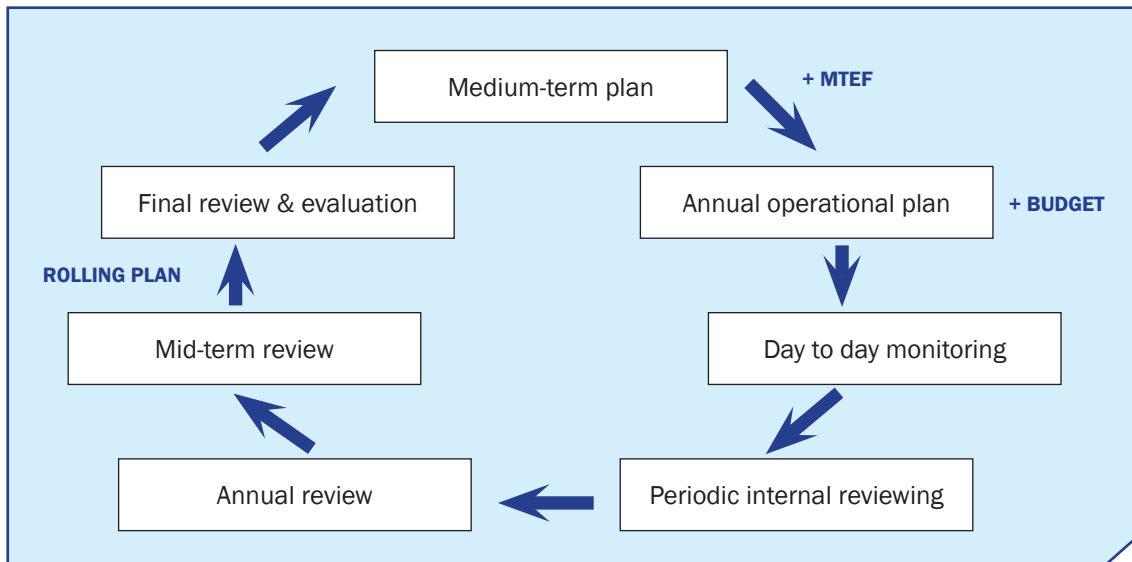 Medium-term plan
+ MTEF
Annual operational plan
+ BUDGET
Day to day monitoring
Periodic internal reviewing
Annual review
Mid-term review
ROLLING PLAN
Final review & evaluation